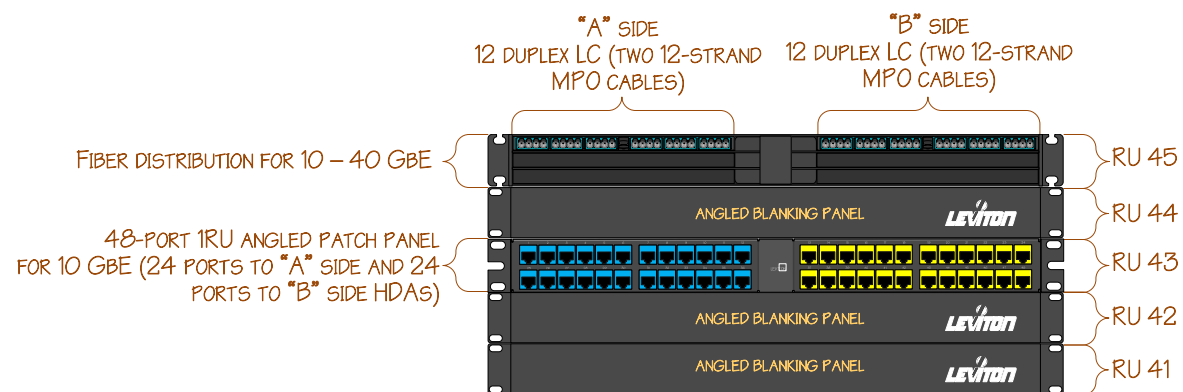 “A” SIDE
12 DUPLEX LC (TWO 12-STRAND
MPO CABLES)
“B” SIDE
12 DUPLEX LC (TWO 12-STRAND
MPO CABLES)
FIBER DISTRIBUTION FOR 10 – 40 GBE
RU 45
ANGLED BLANKING PANEL
LEVITON
RU 44
48-PORT 1RU ANGLED PATCH PANEL
FOR 10 GBE (24 PORTS TO “A” SIDE AND 24
PORTS TO “B” SIDE HDAS)
RU 43
ANGLED BLANKING PANEL
LEVITON
RU 42
ANGLED BLANKING PANEL
LEVITON
RU 41